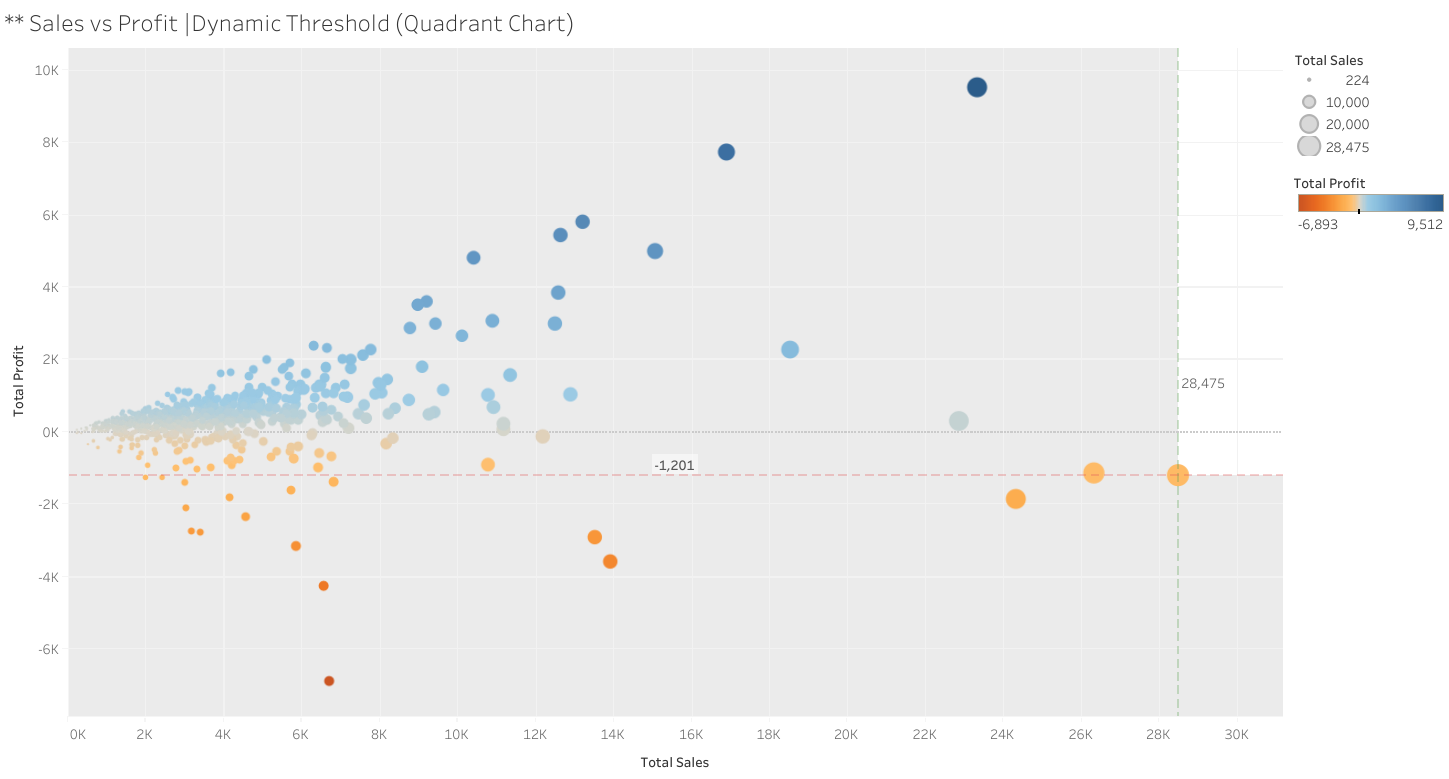 ** Sales vs Profit |Dynamic Threshold (Quadrant Chart)
Total Sales
224
10,000
20,000
28,475
Total Profit
-6,893 9,512
Total Profit
10K
8K
6K
4K
2K
0K
-2K
-4K
-6K
28,475
-1,201
0K 2K 4K 6K 8K 10K 12K 14K 16K 18K 20K 22K 24K 26K 28K 30K
Total Sales